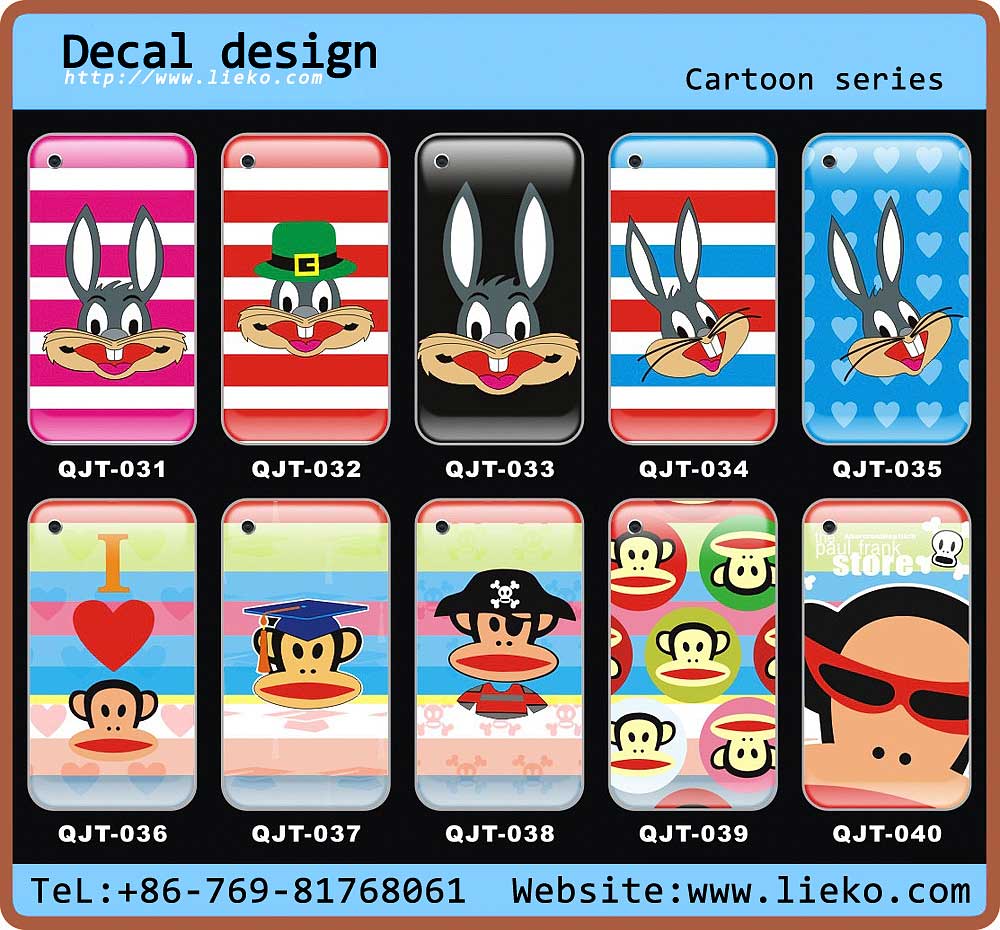 Decal design
http://www.lieko.com
Cartoon series
QJT-031
QJT-032
QJT-033
QJT-034
QJT-035
I
the
paul frank
store
QJT-036
QJT-037
QJT-038
QJT-039
QJT-040
TeL:+86-769-81768061
Website:www.lieko.com